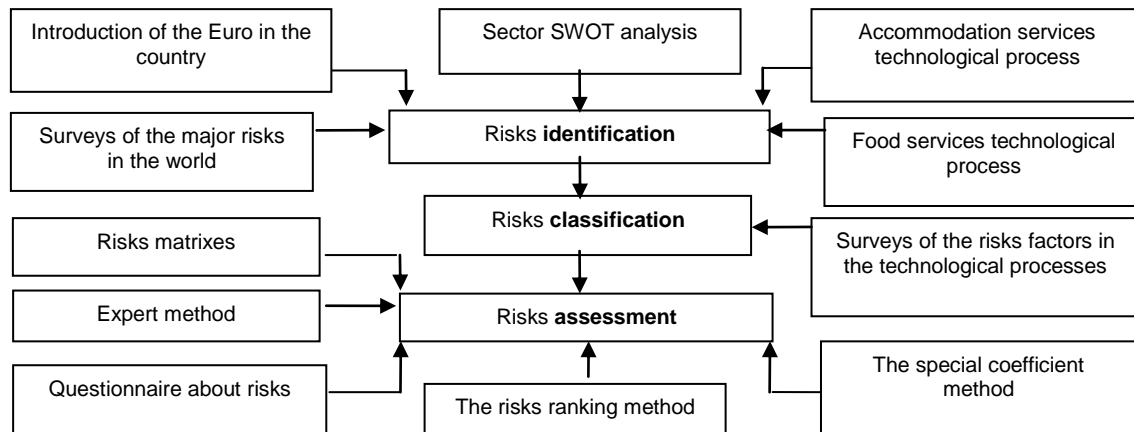 Introduction of the Euro in the
country
Sector SWOT analysis
Accommodation services
technological process
Surveys of the major risks
in the world
Risks identification
Food services technological
process
Risks classification
Risks matrixes
Surveys of the risks factors in
the technological processes
Expert method
Risks assessment
Questionnaire about risks
The risks ranking method
The special coefficient
method